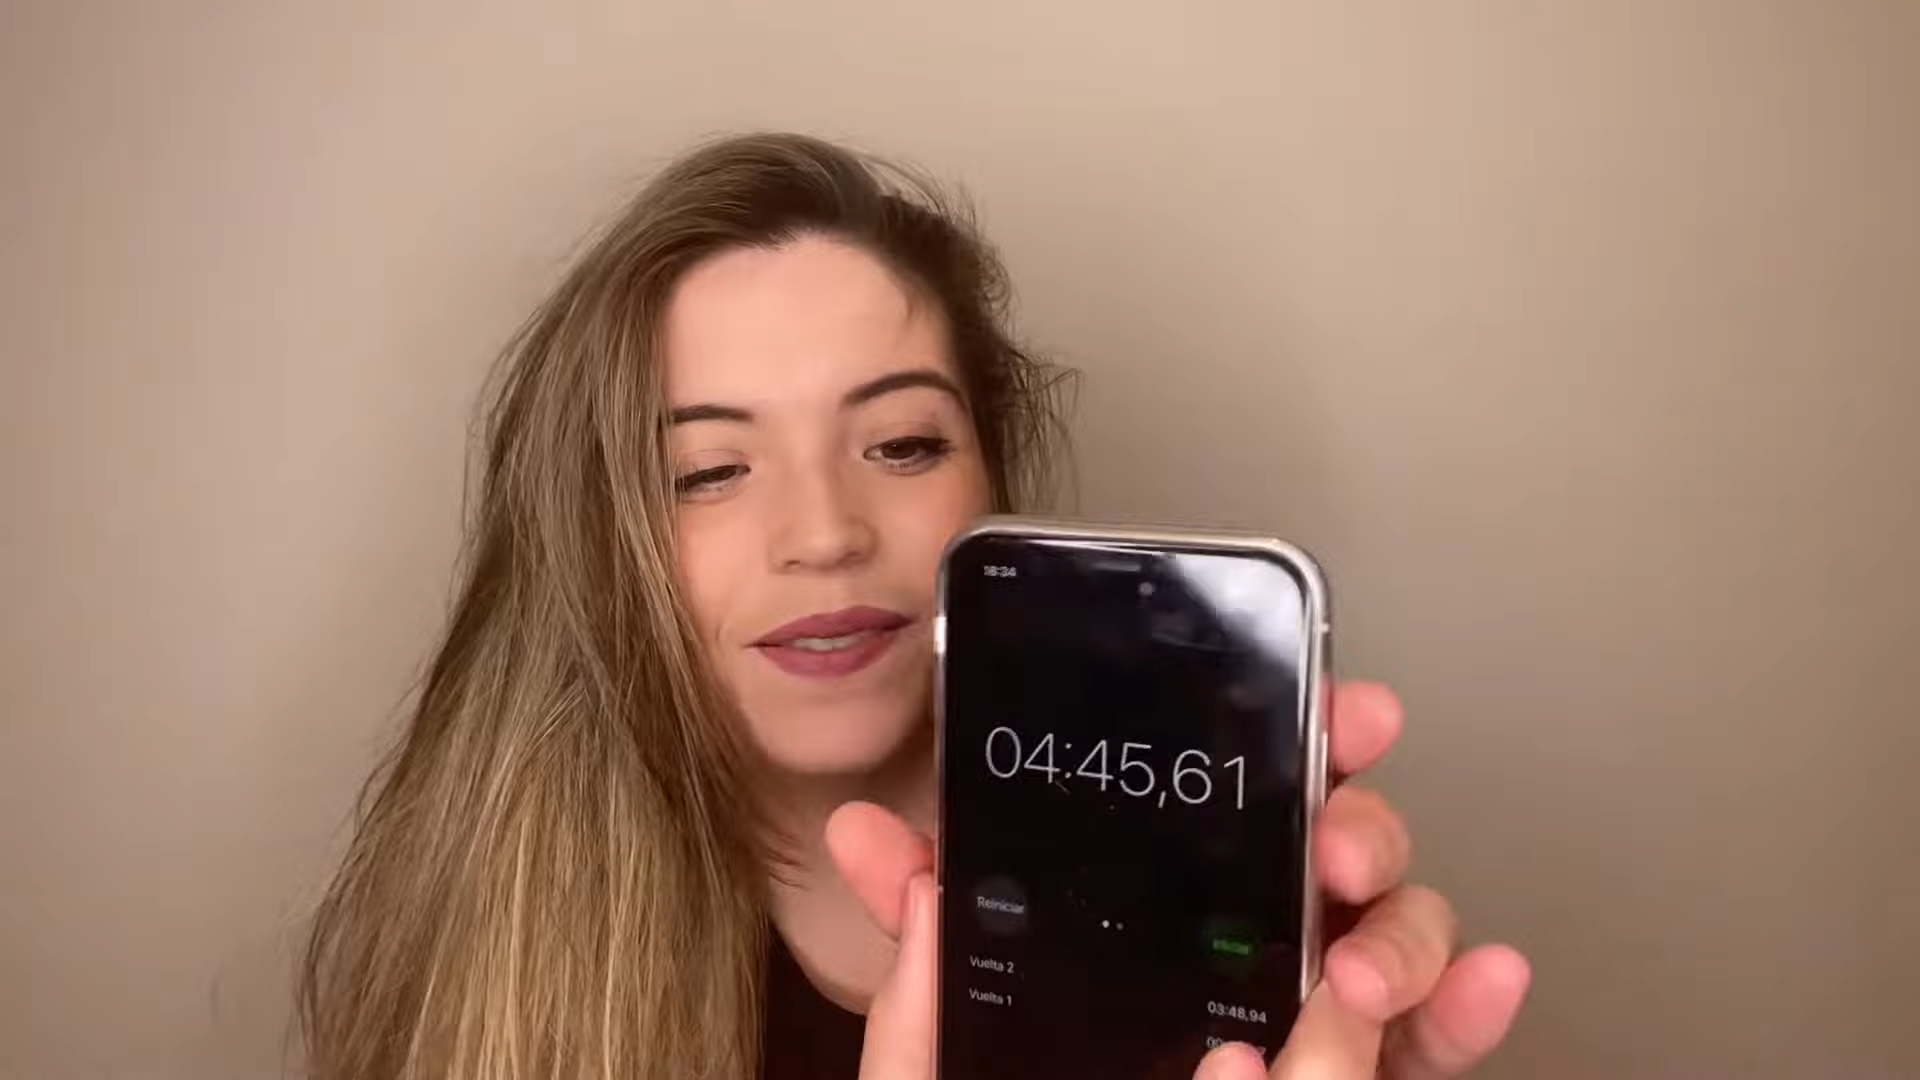 18:34
04:45,61
Reiniciar
Iniciar
Vuelta 2
03:48,94
Vuelta 1